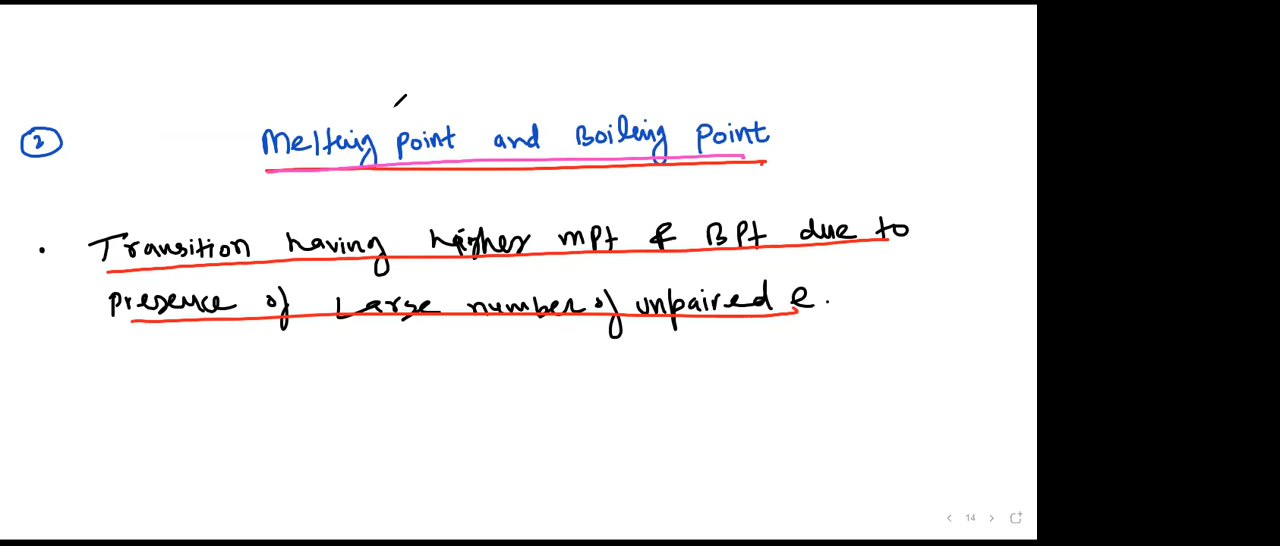 2 Melting point and Boiling point
. Transition having higher mpt & BPt due to
presence of Large number of unpaired e.
14